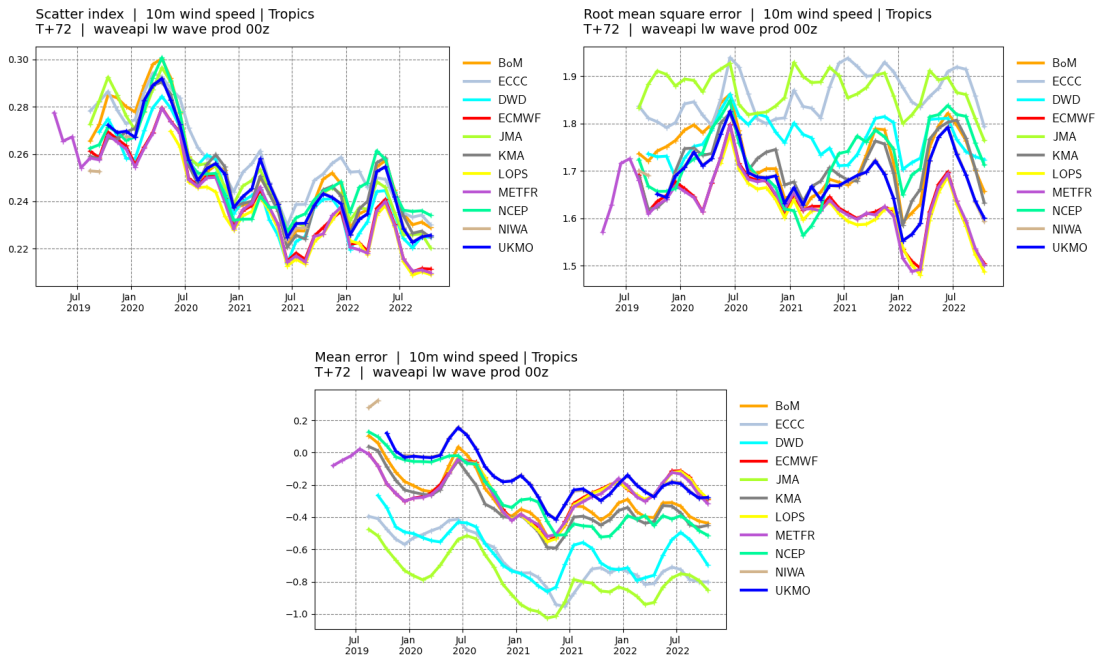 Scatter index | 10m wind speed | Tropics
T+72 | waveapi lw wave prod 00z
0.30
0.28
0.26
0.24
0.22
Jul
2019
Jan
2020
Jul
2020
Jan
2021
Jul
2021
Jan
2022
Jul
2022
BoM
ECCC
DWD
ECMWF
JMA
KMA
LOPS
METFR
NCEP
NIWA
UKMO
Root mean square error | 10m wind speed | Tropics
T+72 | waveapi lw wave prod 00z
1.9
1.8
1.7
1.6
1.5
Jul
2019
Jan
2020
Jul
2020
Jan
2021
Jul
2021
Jan
2022
Jul
2022
BoM
ECCC
DWD
ECMWF
JMA
KMA
LOPS
METFR
NCEP
NIWA
UKMO
Mean error | 10m wind speed | Tropics
T+72 | waveapi lw wave prod 00z
0.2
0.0
−0.2
−0.4
−0.6
−0.8
−1.0
Jul
2019
Jan
2020
Jul
2020
Jan
2021
Jul
2021
Jan
2022
Jul
2022
BoM
ECCC
DWD
ECMWF
JMA
KMA
LOPS
METFR
NCEP
NIWA
UKMO